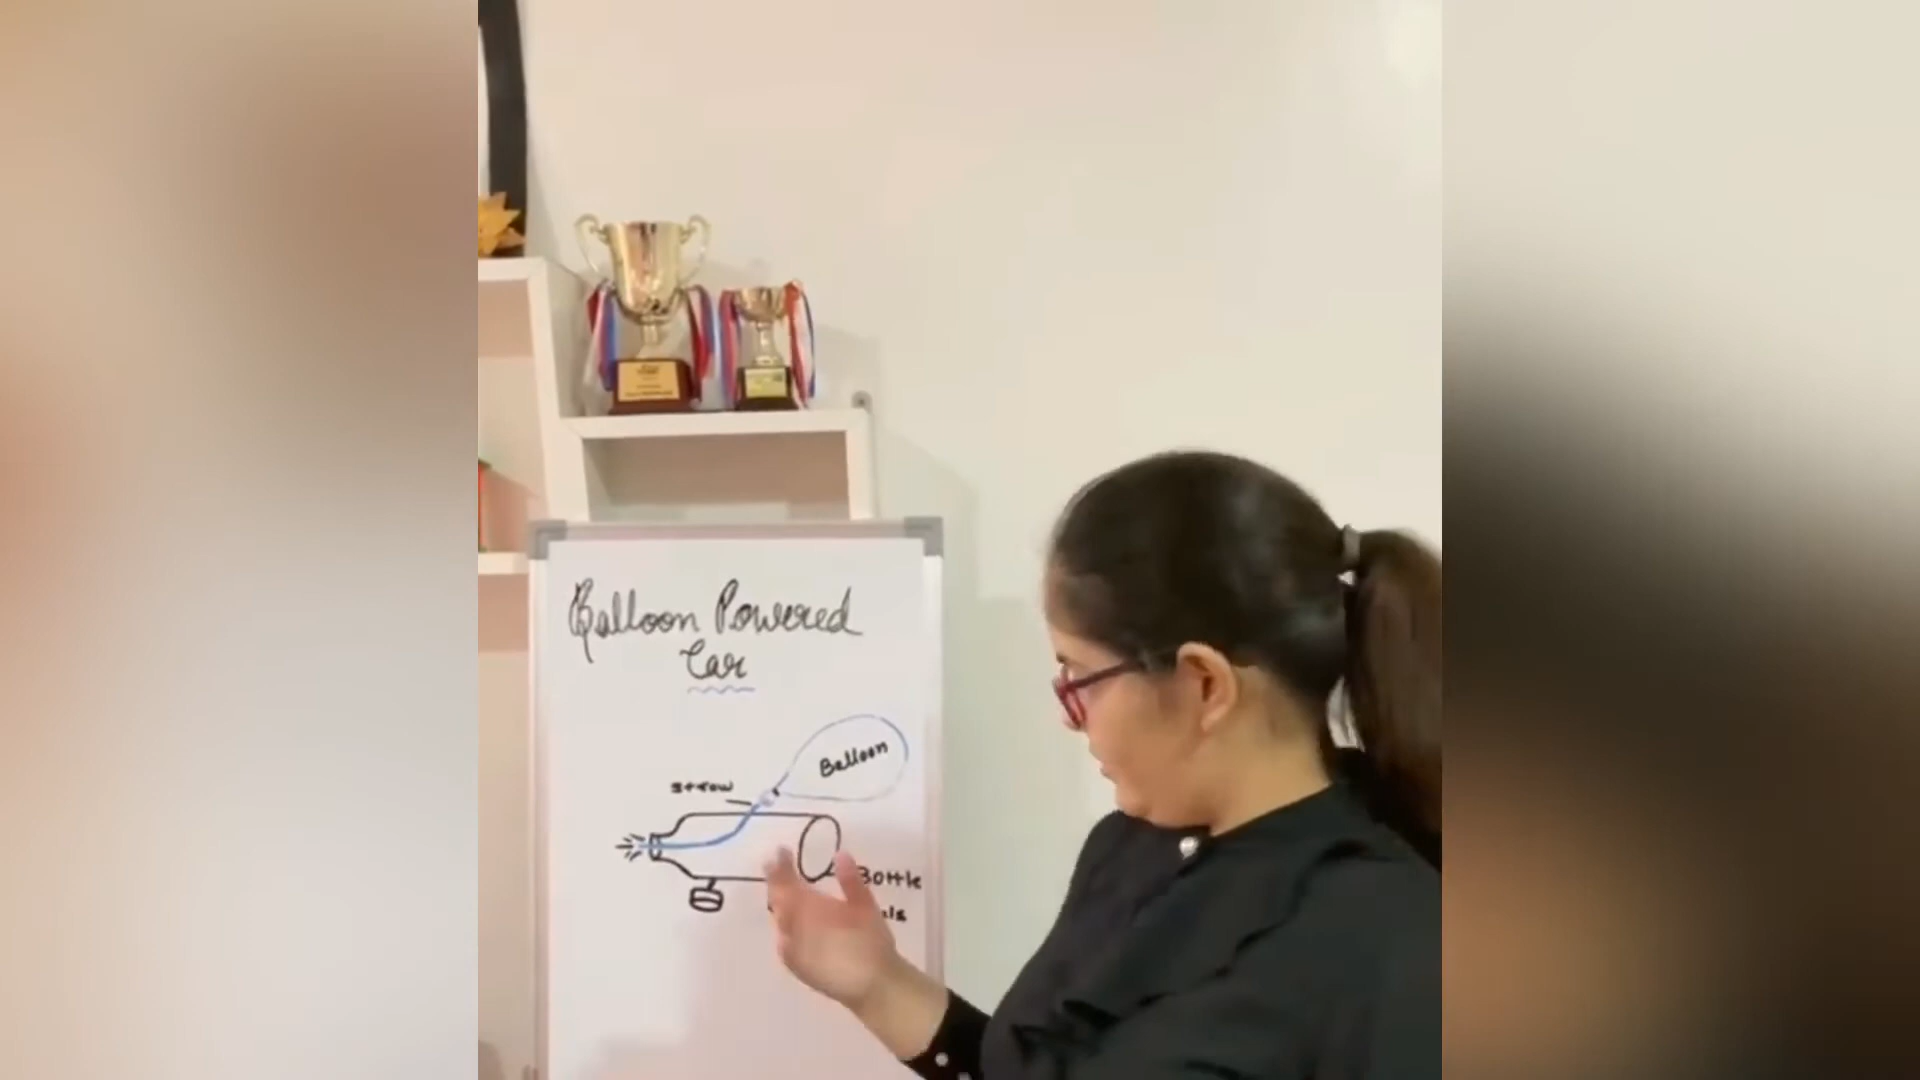 Balloon Powered
Car
Balloon
straw
Bottle